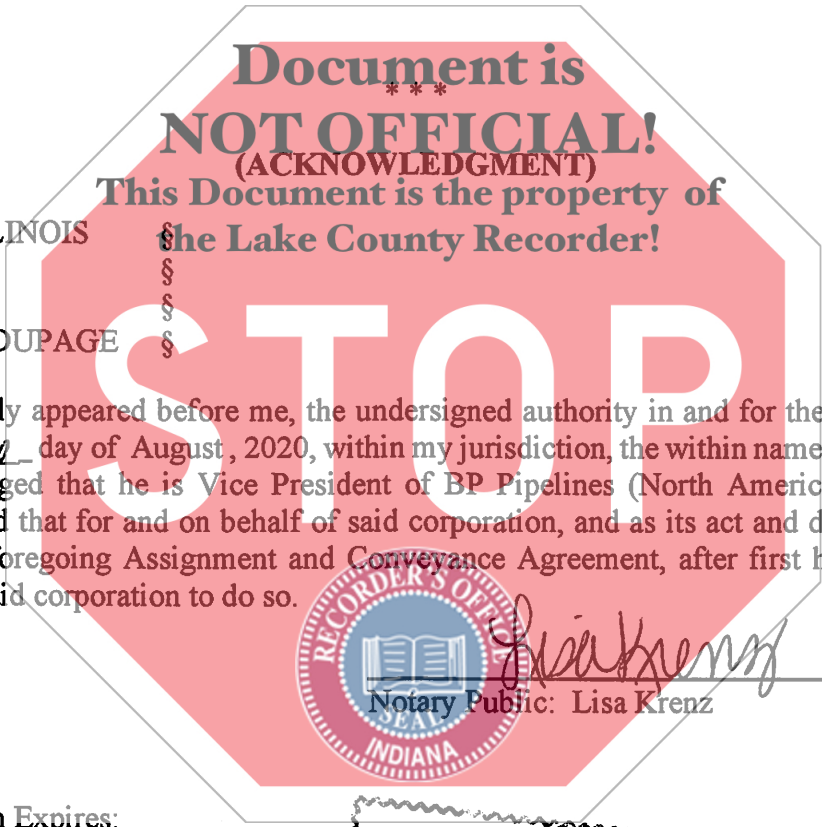 Document is
* * *
NOT OFFICIAL!
(ACKNOWLEDGMENT)
This Document is the property of
the Lake County Recorder!
LINOIS §
§
§
DUPAGE §
STOP
ly appeared before me, the undersigned authority in and for the
day of August, 2020, within my jurisdiction, the within name
ged that he is Vice President of BP Pipelines (North Americ
d that for and on behalf of said corporation, and as its act and d
oregoing Assignment and Conveyance Agreement, after first h
id corporation to do so.
RECORDER'S OFFICE
SEAL
INDIANA
Lisa Krenz
Notary Public: Lisa Krenz
n Expires: